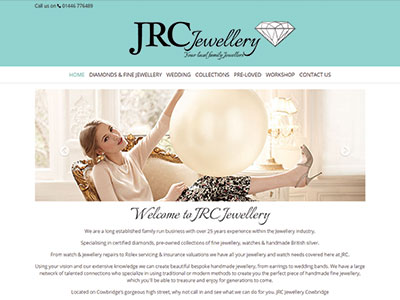 Call us on 01446 776489
JRC Jewellery
Your local family Jewellers
HOME DIAMONDS & FINE JEWELLERY WEDDING COLLECTIONS PRE-LOVED WORKSHOP CONTACT US
Welcome to JRC Jewellery
We are a long established family run business with over 25 years experience within the Jewellery industry.
Specialising in certified diamonds, pre-owned collections of fine jewellery, watches & handmade British silver.
From watch & Jewellery repairs to Rolex servicing & insurance valuations we have all your jewellery and watch needs covered here at JRC.
Using your vision and our extensive knowledge we can create beautiful bespoke handmade jewellery, from earrings to wedding bands. We have a large
network of talented connections who specialise in using traditional or modern methods to create you the perfect piece of handmade fine jewellery,
which you'll be able to treasure and enjoy for generations to come.
Located on Cowbridge's gorgeous high street, why not call in and see what we can do for you. JRC Jewellery Cowbridge